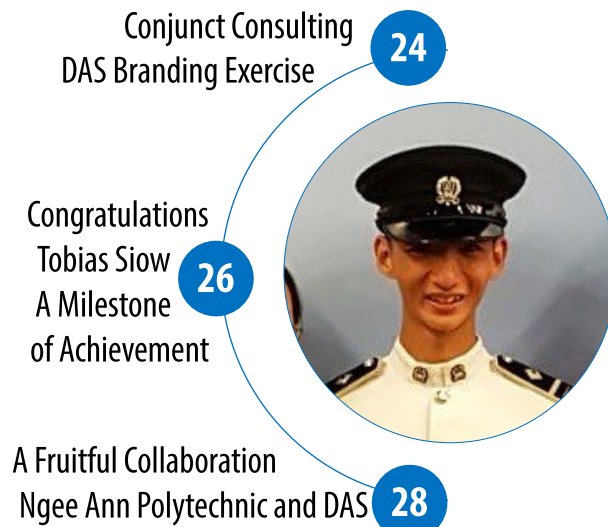 Conjunct Consulting
DAS Branding Exercise
24
Congratulations
Tobias Siow
A Milestone
of Achievement
26
A Fruitful Collaboration
Ngee Ann Polytechnic and DAS
28